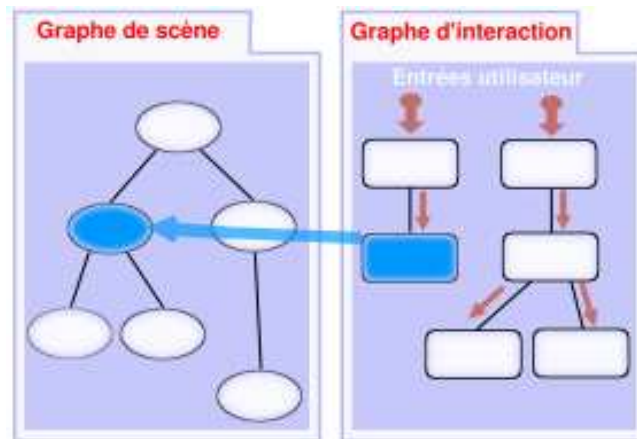 Graphe de scène
Graphe d'interaction
Entrées utilisateur